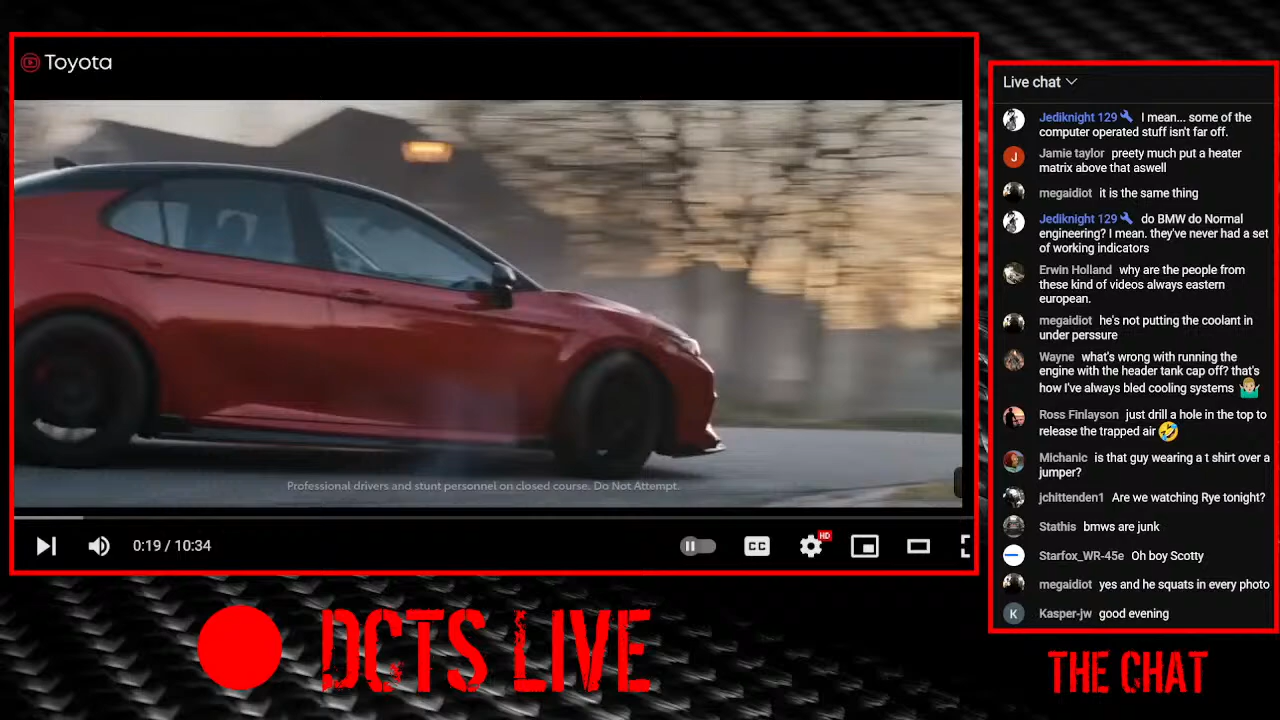 Toyota
Professional drivers and stunt personnel on closed course. Do Not Attempt.
0:19 / 10:34
CC
HD
DCTS LIVE
Live chat
Jediknight 129 I mean... some of the
computer operated stuff isn't far off.
J
Jamie taylor preety much put a heater
matrix above that aswell
megaidiot it is the same thing
Jediknight 129 do BMW do Normal
engineering? I mean. they've never had a set
of working indicators
Erwin Holland why are the people from
these kind of videos always eastern
european.
megaidiot he's not putting the coolant in
under perssure
Wayne what's wrong with running the
engine with the header tank cap off? that's
how I've always bled cooling systems
Ross Finlayson just drill a hole in the top to
release the trapped air
Michanic is that guy wearing a t shirt over a
jumper?
jchittenden1 Are we watching Rye tonight?
Stathis bmws are junk
Starfox_WR-45e Oh boy Scotty
megaidiot yes and he squats in every photo
K
Kasper-jw good evening
THE CHAT